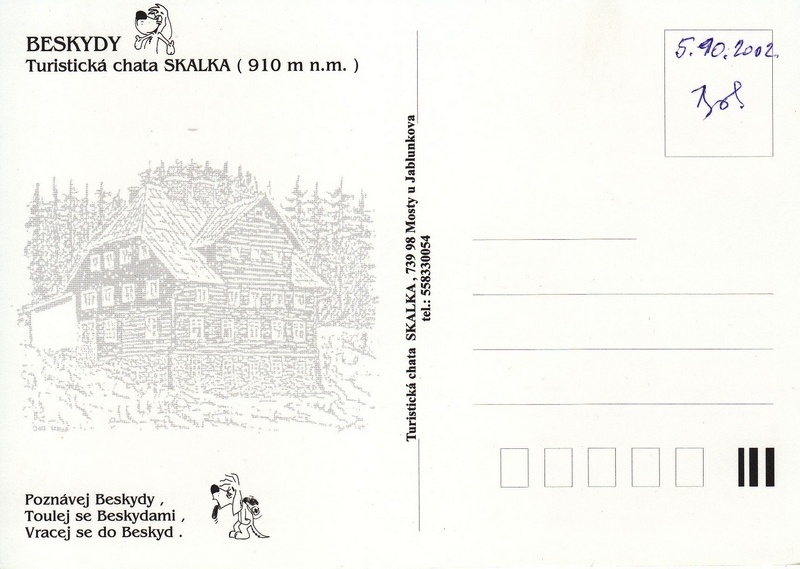 BESKYDY
Turistická chata SKALKA ( 910 m n.m. )
Poznávej Beskydy ,
Toulej se Beskydami ,
Vracej se do Beskyd .
Turistická chata SKALKA , 739 98 Mosty u Jablunkova
tel.: 558330054
5.10.2002